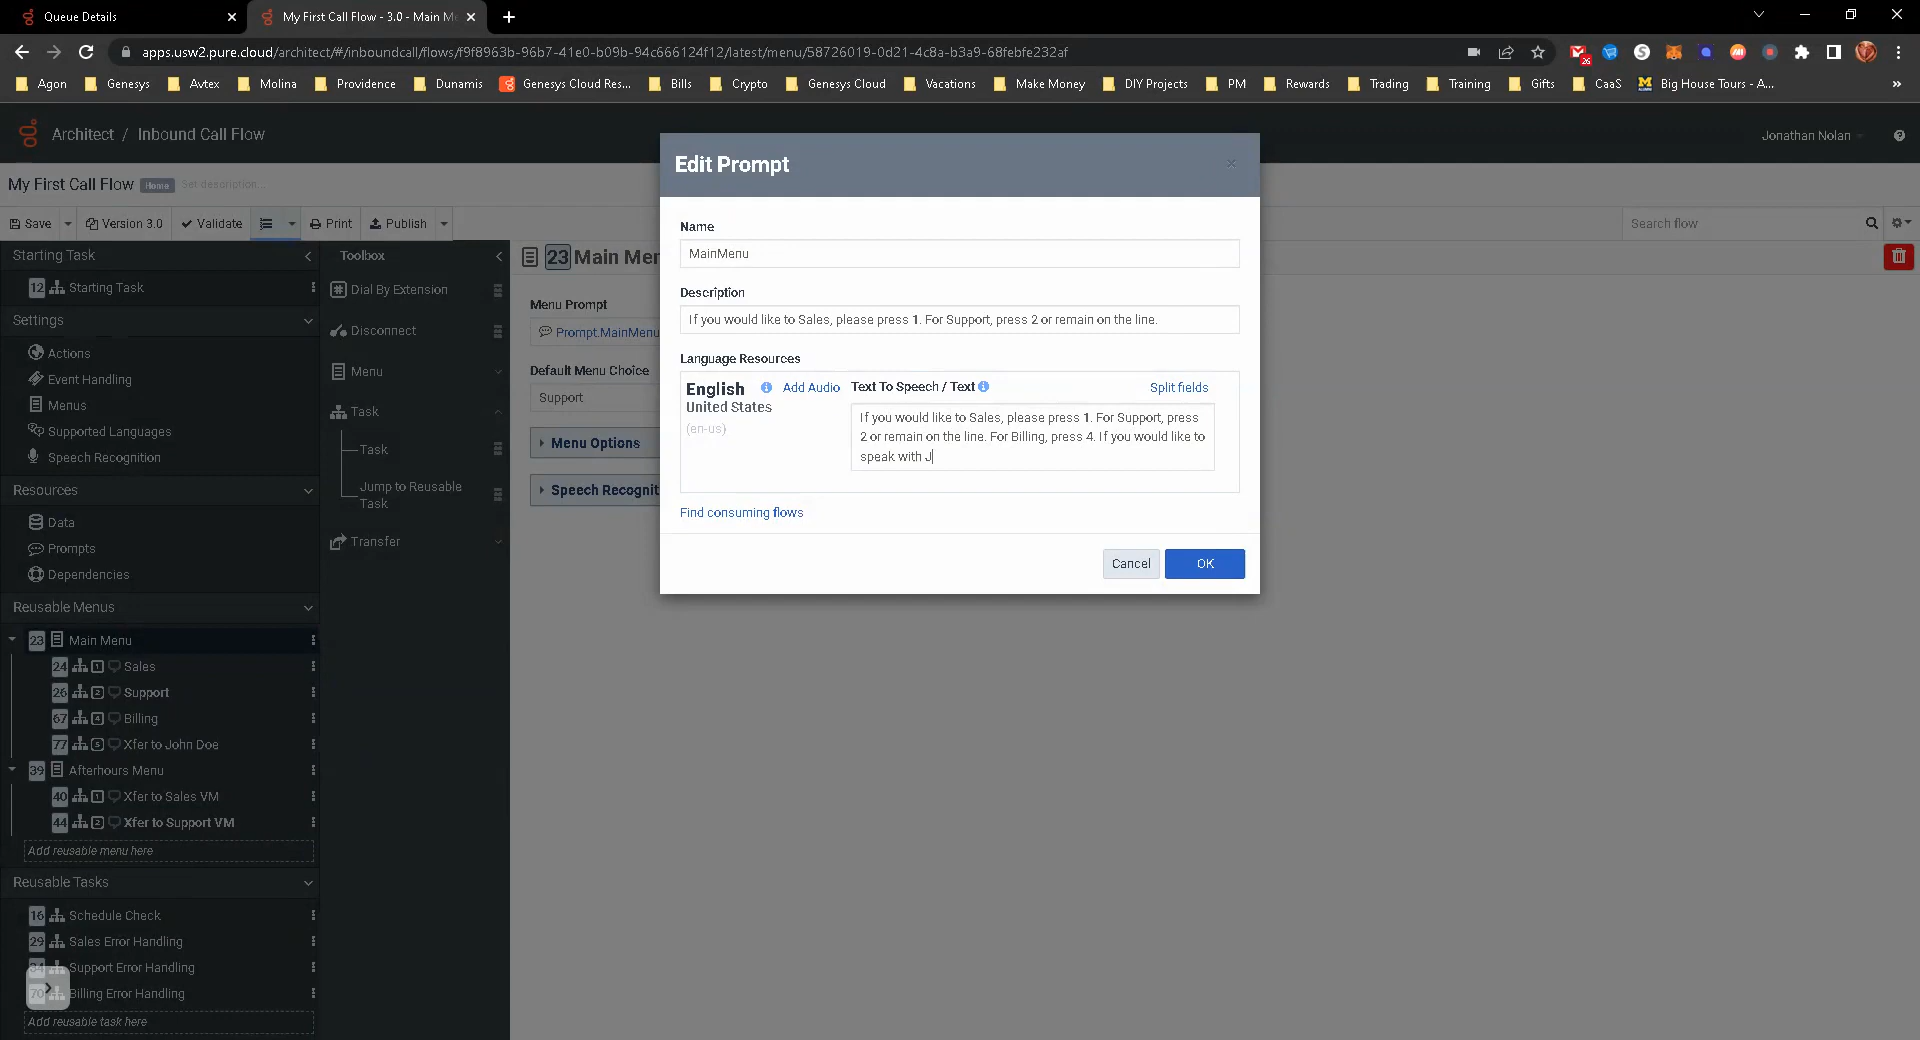 Queue Details
My First Call Flow - 3.0 - Main Me
apps.usw2.pure.cloud/architect/#/inboundcall/flows/f9f8963b-96b7-41e0-b09b-94c666124f12/latest/menu/58726019-0d21-4c8a-b3a9-68febfe232af
26
Agon
Genesys
Avtex
Molina
Providence
Dunamis
Genesys Cloud Res...
Bills
Crypto
Genesys Cloud
Vacations
Make Money
DIY Projects
PM
Rewards
Trading
Training
Gifts
CaaS
Big House Tours - A...
»
Architect / Inbound Call Flow
Jonathan Nolan
My First Call Flow Home Set description...
Save
Version 3.0
Validate
Print
Publish
Search flow
Starting Task
12 Starting Task
Settings
Actions
Event Handling
Menus
Supported Languages
Speech Recognition
Resources
Data
Prompts
Dependencies
Reusable Menus
23 Main Menu
24 1 Sales
26 2 Support
67 4 Billing
77 5 Xfer to John Doe
39 Afterhours Menu
40 1 Xfer to Sales VM
44 2 Xfer to Support VM
Add reusable menu here
Reusable Tasks
16 Schedule Check
29 Sales Error Handling
Support Error Handling
70 Billing Error Handling
Add reusable task here
Toolbox
Dial By Extension
Disconnect
Menu
Task
Task
Jump to Reusable
Task
Transfer
23 Main Men
Menu Prompt
Prompt.MainMenu
Default Menu Choice
Support
Menu Options
Speech Recognit
Edit Prompt
×
Name
MainMenu
Description
If you would like to Sales, please press 1. For Support, press 2 or remain on the line.
Language Resources
English
United States
(en-us)
Add Audio
Text To Speech / Text
Split fields
If you would like to Sales, please press 1. For Support, press
2 or remain on the line. For Billing, press 4. If you would like to
speak with J
Find consuming flows
Cancel
OK